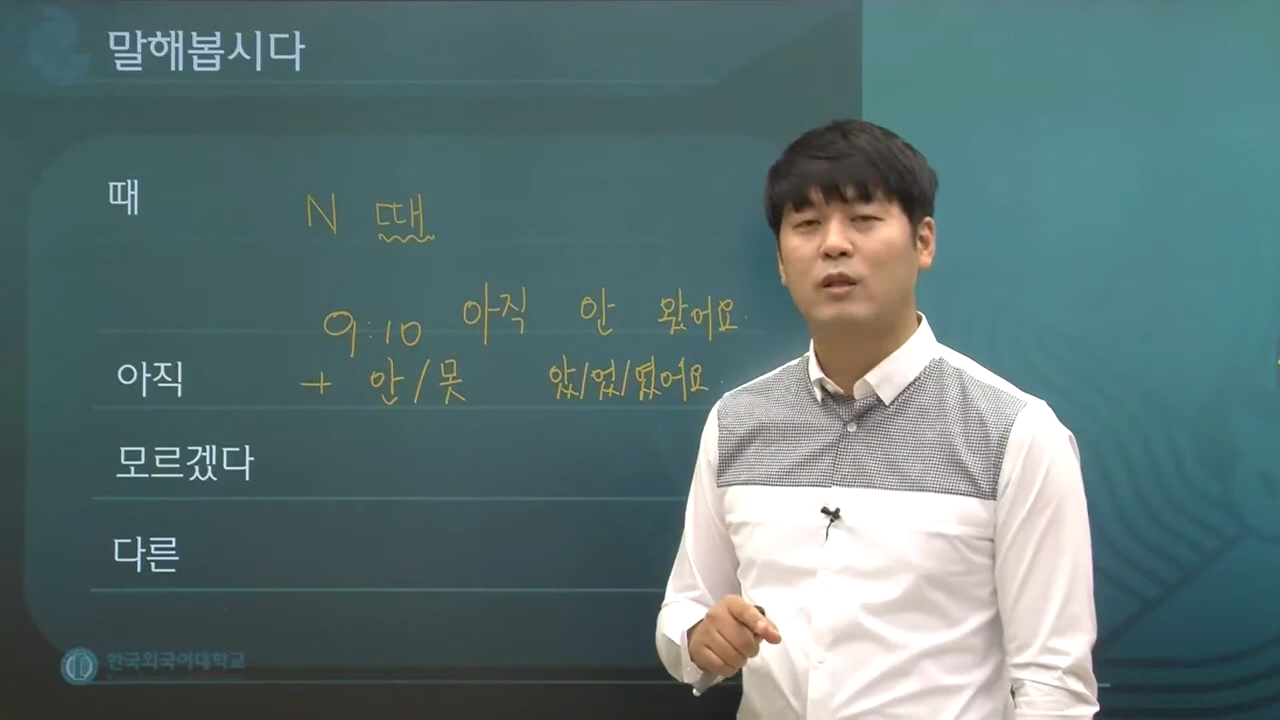 말해봅시다
때 N 때
9:10 아직 안 왔어요.
아직 + 안/못 았/었/였어요.
모르겠다
다른
한국외국어대학교